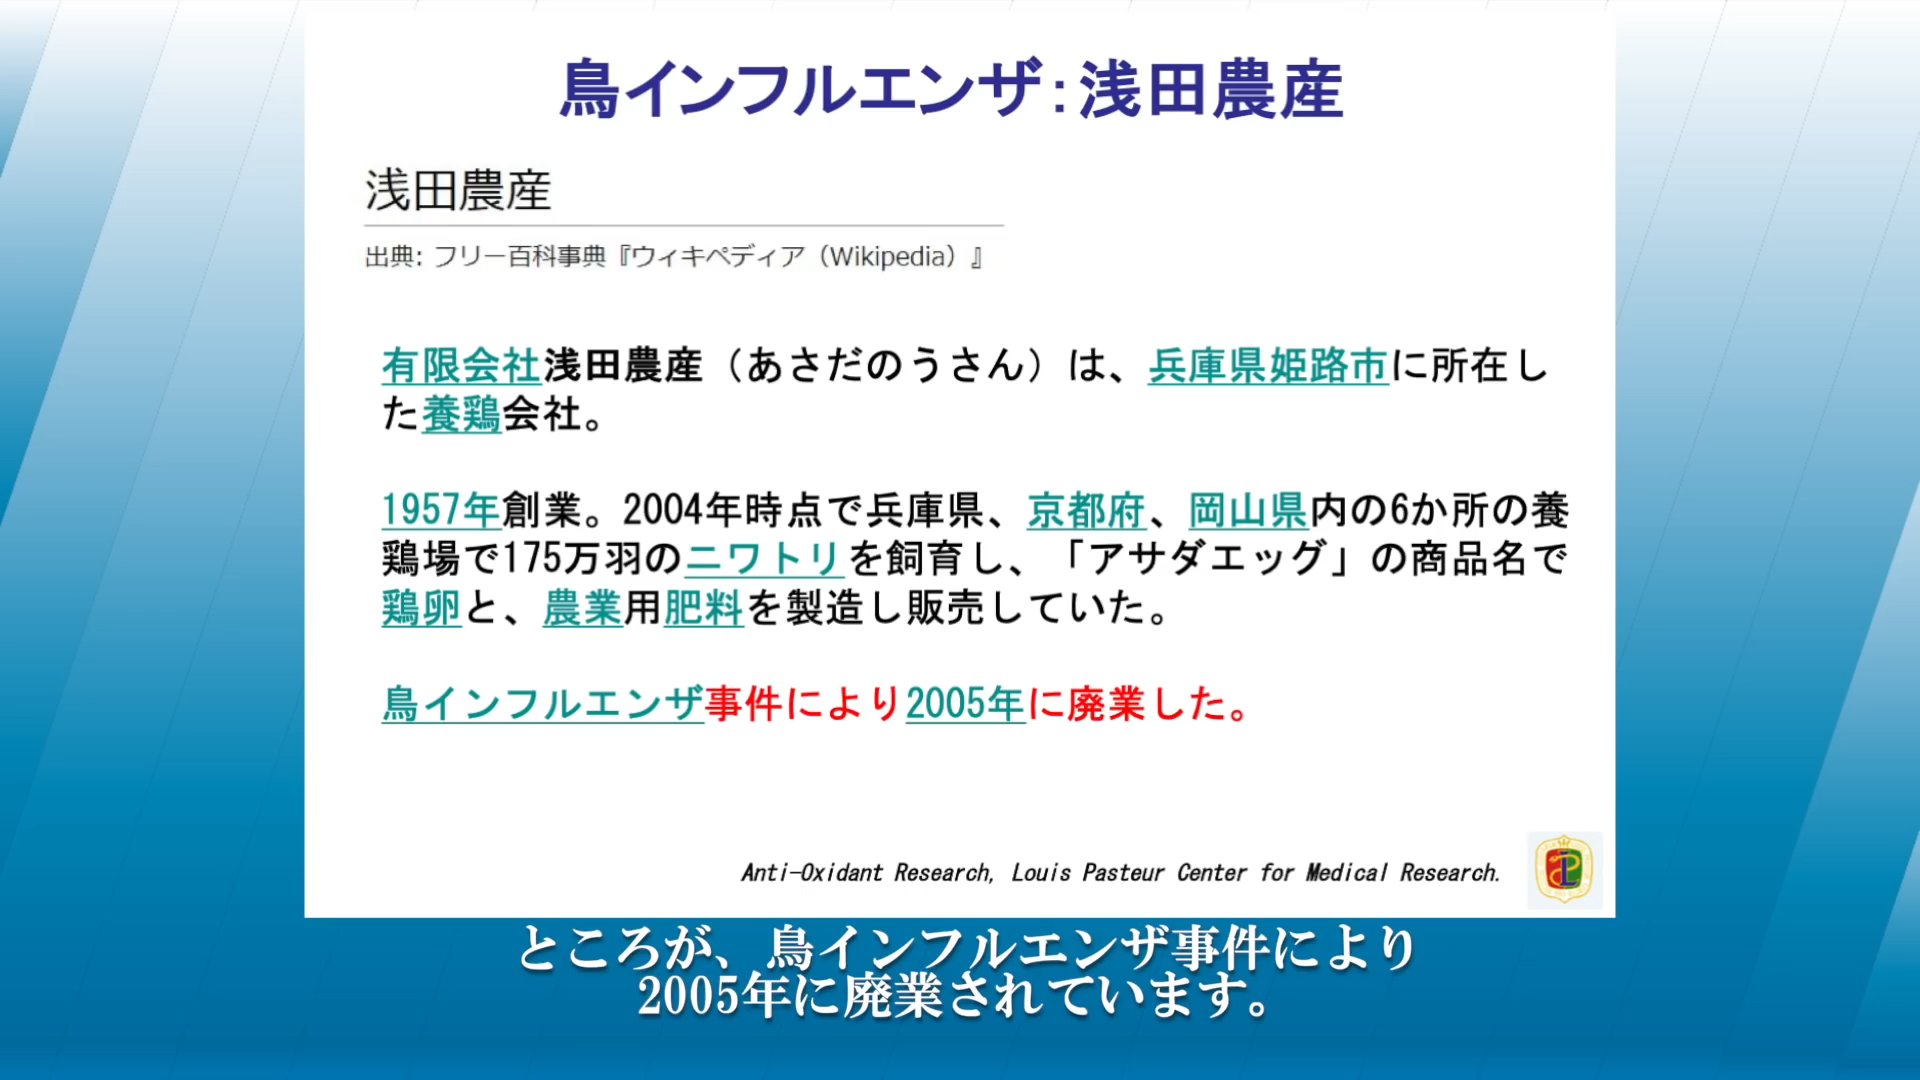 鳥インフルエンザ：浅田農産
浅田農産
出典: フリー百科事典『ウィキペディア（Wikipedia）』
有限会社浅田農産（あさだのうさん）は、兵庫県姫路市に所在し
た養鶏会社。
1957年創業。2004年時点で兵庫県、京都府、岡山県内の6か所の養
鶏場で175万羽のニワトリを飼育し、「アサダエッグ」の商品名で
鶏卵と、農業用肥料を製造し販売していた。
鳥インフルエンザ事件により2005年に廃業した。
Anti-Oxidant Research, Louis Pasteur Center for Medical Research.
ところが、鳥インフルエンザ事件により
2005年に廃業されています。